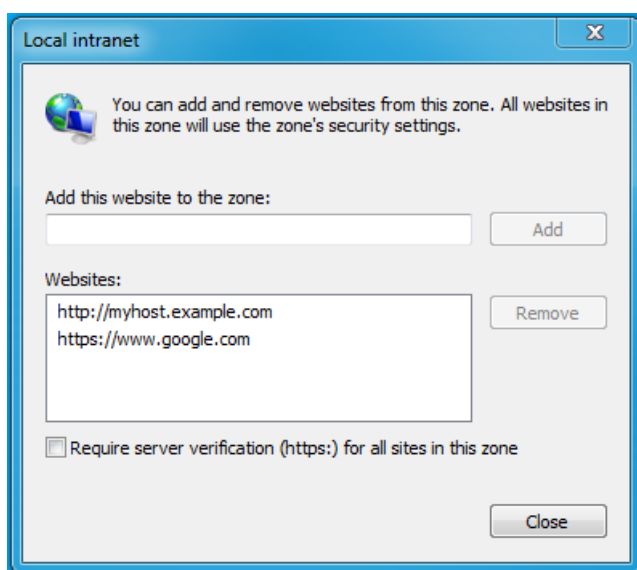 Local intranet
You can add and remove websites from this zone. All websites in
this zone will use the zone's security settings.
Add this website to the zone:
Add
Websites:
http://myhost.example.com
https://www.google.com
Remove
Require server verification (https:) for all sites in this zone
Close